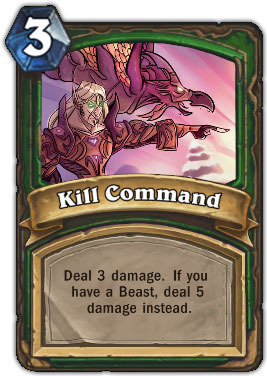 3
Kill Command
Deal 3 damage. If you
have a Beast, deal 5
damage instead.